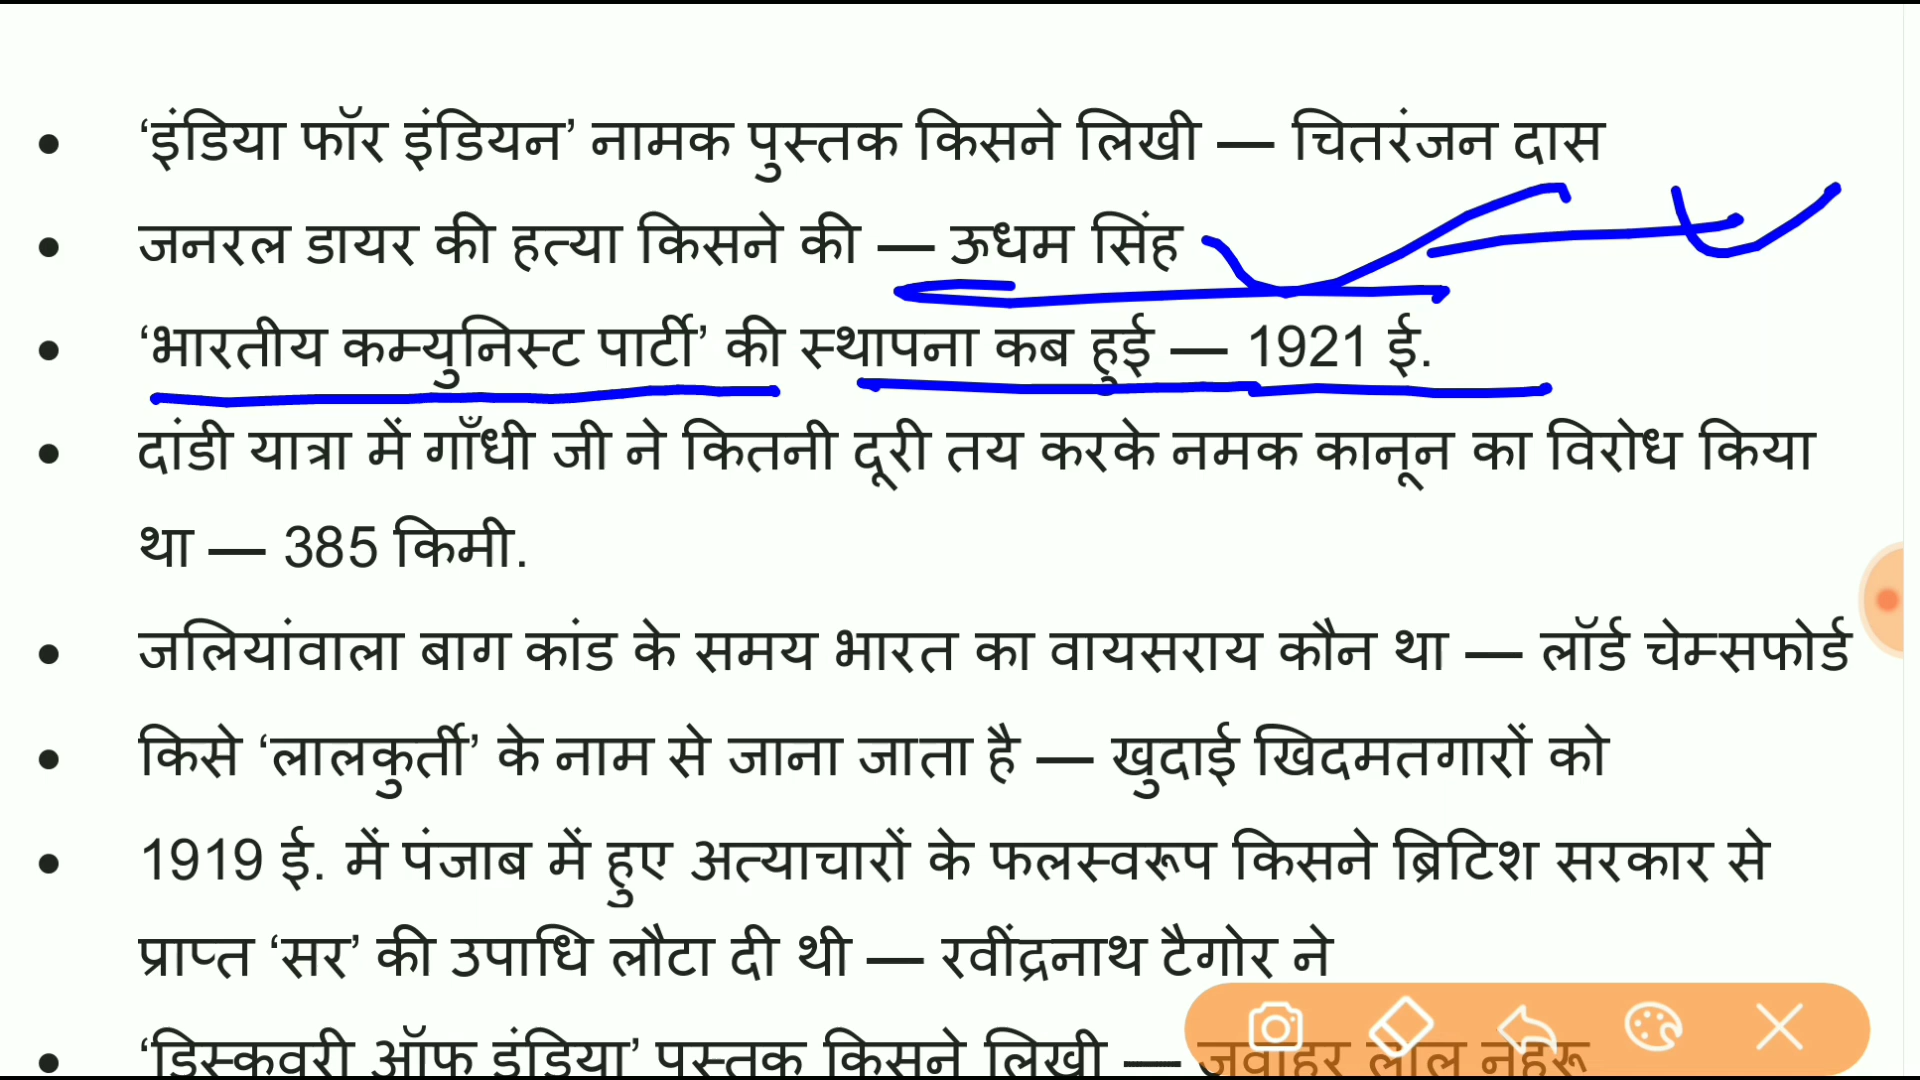 • ‘इंडिया फॉर इंडियन’ नामक पुस्तक किसने लिखी — चितरंजन दास
• जनरल डायर की हत्या किसने की — ऊधम सिंह
• ‘भारतीय कम्युनिस्ट पार्टी’ की स्थापना कब हुई — 1921 ई.
• दांडी यात्रा में गाँधी जी ने कितनी दूरी तय करके नमक कानून का विरोध किया
था — 385 किमी.
• जलियांवाला बाग कांड के समय भारत का वायसराय कौन था — लॉर्ड चेम्सफोर्ड
• किसे ‘लालकुर्ती’ के नाम से जाना जाता है — खुदाई खिदमतगारों को
• 1919 ई. में पंजाब में हुए अत्याचारों के फलस्वरूप किसने ब्रिटिश सरकार से
प्राप्त ‘सर’ की उपाधि लौटा दी थी — रवींद्रनाथ टैगोर ने
• ‘डिस्कवरी ऑफ इंडिया’ पुस्तक किसने लिखी — जवाहर लाल नेहरू